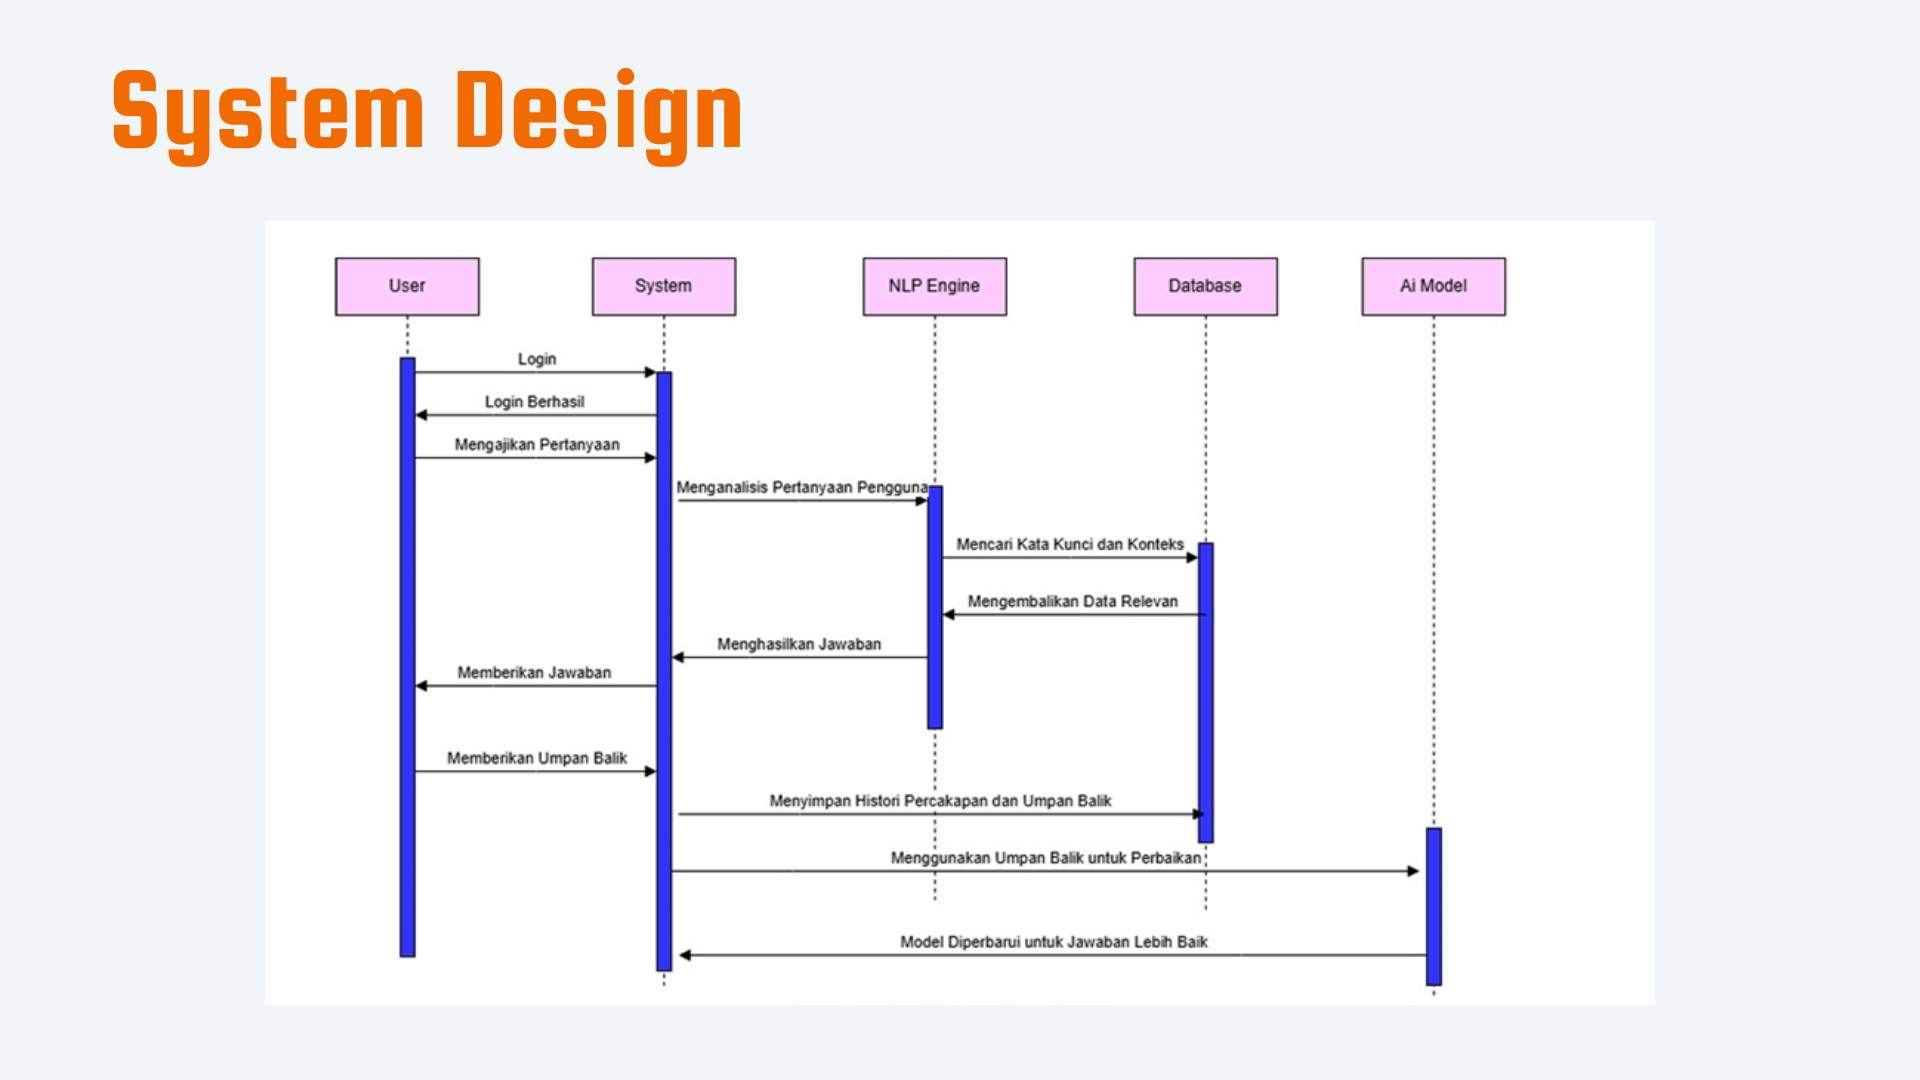 System Design
User
System
NLP Engine
Database
Ai Model
Login
Login Berhasil
Mengajikan Pertanyaan
Menganalisis Pertanyaan Pengguna
Mencari Kata Kunci dan Konteks
Mengembalikan Data Relevan
Menghasilkan Jawaban
Memberikan Jawaban
Memberikan Umpan Balik
Menyimpan Histori Percakapan dan Umpan Balik
Menggunakan Umpan Balik untuk Perbaikan
Model Diperbarui untuk Jawaban Lebih Baik